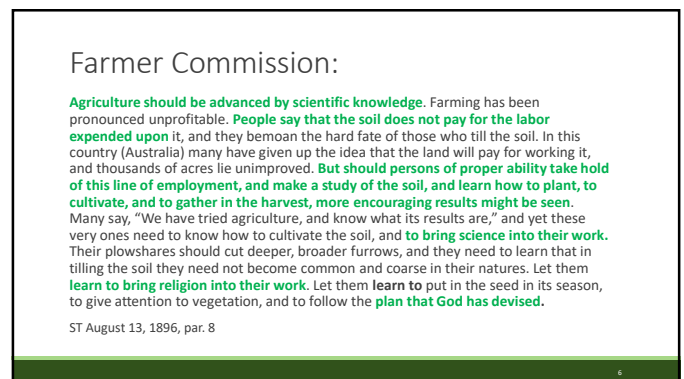 Farmer Commission:
Agriculture should be advanced by scientific knowledge. Farming has been
pronounced unprofitable. People say that the soil does not pay for the labor
expended upon it, and they bemoan the hard fate of those who till the soil. In this
country (Australia) many have given up the idea that the land will pay for working it,
and thousands of acres lie unimproved. But should persons of proper ability take hold
of this line of employment, and make a study of the soil, and learn how to plant, to
cultivate, and to gather in the harvest, more encouraging results might be seen.
Many say, “We have tried agriculture, and know what its results are,” and yet these
very ones need to know how to cultivate the soil, and to bring science into their work.
Their plowshares should cut deeper, broader furrows, and they need to learn that in
tilling the soil they need not become common and coarse in their natures. Let them
learn to bring religion into their work. Let them learn to put in the seed in its season,
to give attention to vegetation, and to follow the plan that God has devised.
ST August 13, 1896, par. 8
6